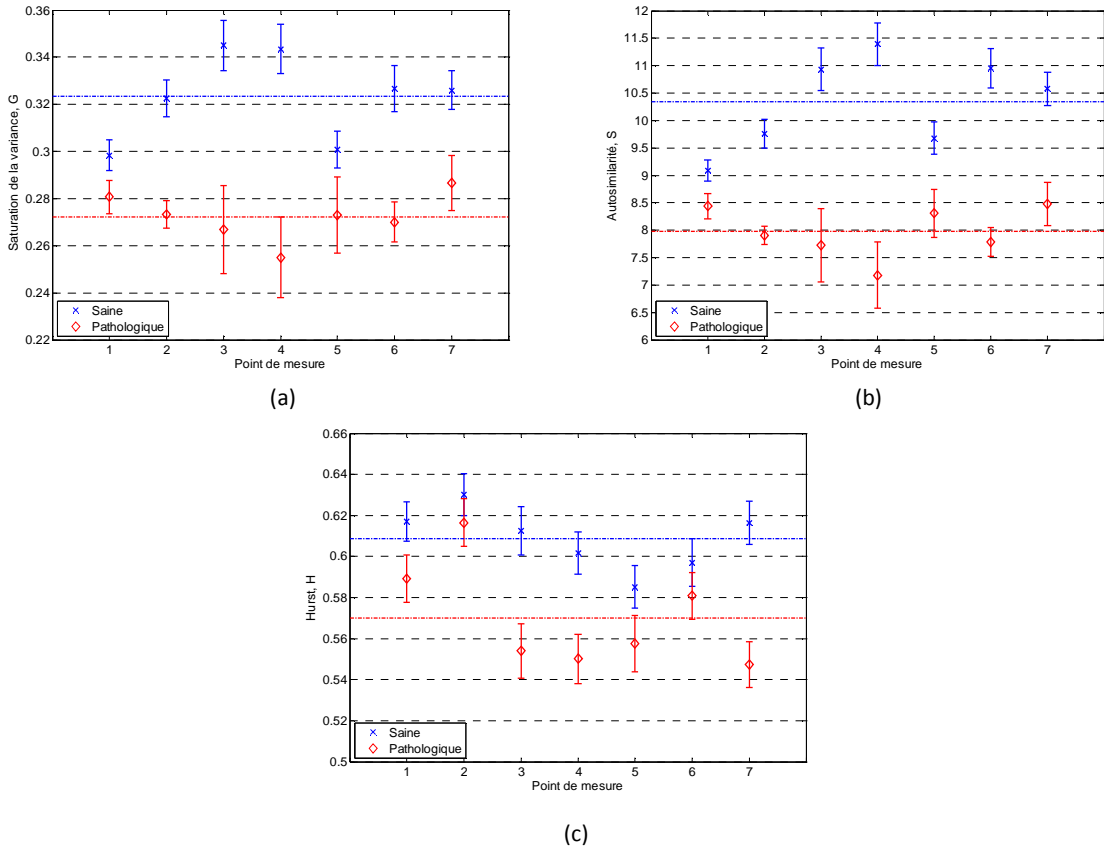 0.36
0.34
0.32
0.3
0.28
0.26
0.24
0.22
Saturation de la variance, G
Saine
Pathologique
1 2 3 4 5 6 7
Point de mesure
(a)
12
11.5
11
10.5
10
9.5
9
8.5
8
7.5
7
6.5
6
Autosimilarité, S
Saine
Pathologique
1 2 3 4 5 6 7
Point de mesure
(b)
0.66
0.64
0.62
0.6
0.58
0.56
0.54
0.52
0.5
Hurst, H
Saine
Pathologique
1 2 3 4 5 6 7
Point de mesure
(c)